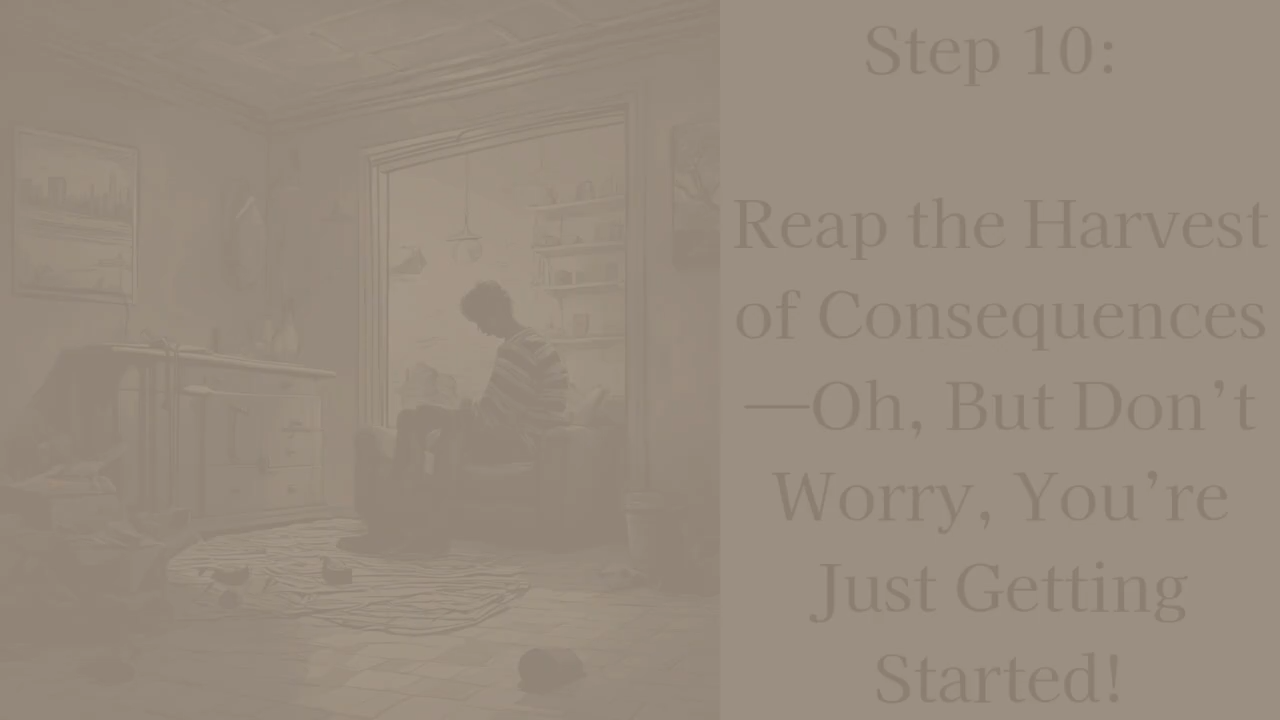 Step 10:
Reap the Harvest
of Consequences
—Oh, But Don’t
Worry, You’re
Just Getting
Started!